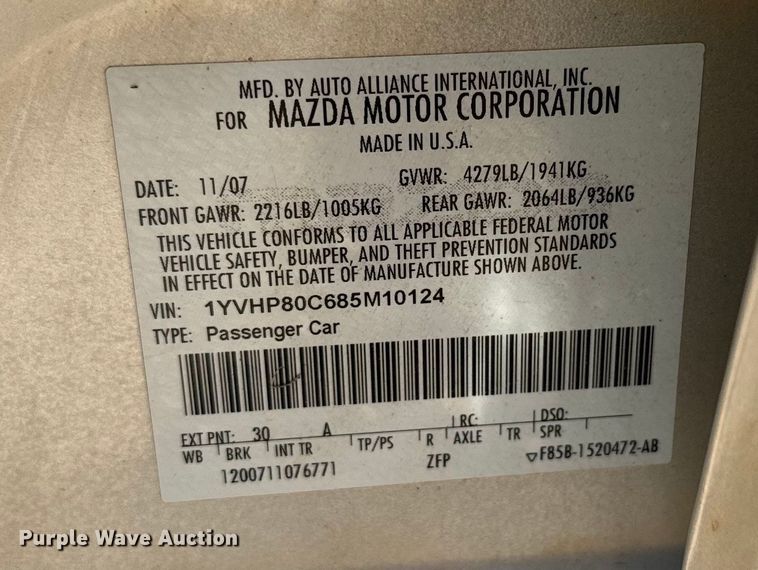 MFD. BY AUTO ALLIANCE INTERNATIONAL, INC.
FOR MAZDA MOTOR CORPORATION
MADE IN U.S.A.
DATE: 11/07 GVWR: 4279LB/1941KG
FRONT GAWR: 2216LB/1005KG REAR GAWR: 2064LB/936KG
THIS VEHICLE CONFORMS TO ALL APPLICABLE FEDERAL MOTOR
VEHICLE SAFETY, BUMPER, AND THEFT PREVENTION STANDARDS
IN EFFECT ON THE DATE OF MANUFACTURE SHOWN ABOVE.
VIN: 1YVHP80C685M10124
TYPE: Passenger Car
EXT PNT: 30 A RC: DSO:
WB BRK INT TR TP/PS R AXLE TR SPR
1200711076771 ZFP ▽F85B-1520472-AB
Purple Wave Auction